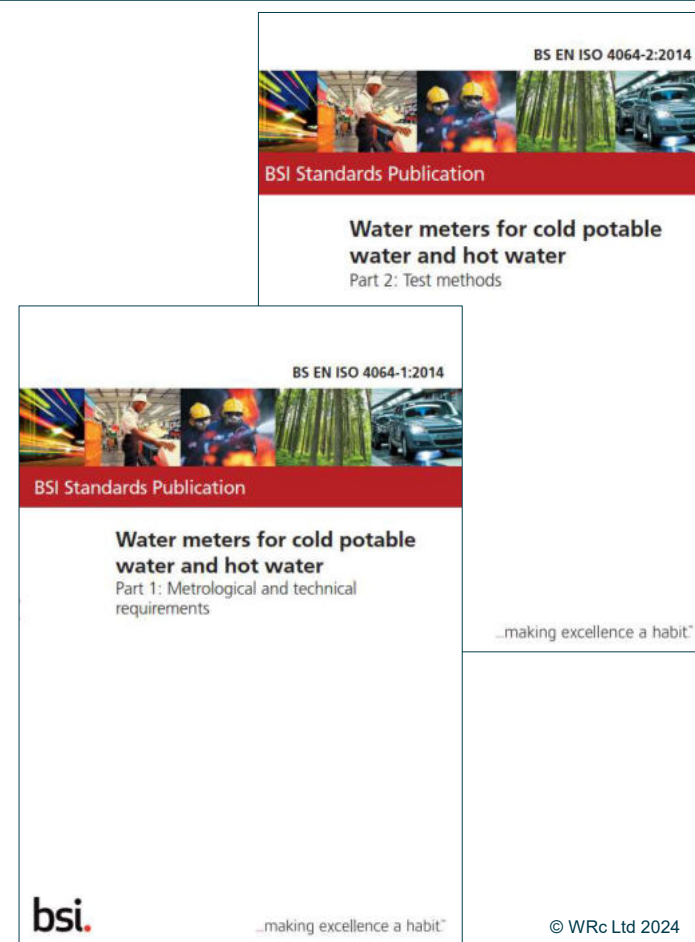 BS EN ISO 4064-2:2014
BSI Standards Publication
Water meters for cold potable
water and hot water
Part 2: Test methods
...making excellence a habit.™
BS EN ISO 4064-1:2014
BSI Standards Publication
Water meters for cold potable
water and hot water
Part 1: Metrological and technical
requirements
bsi.
...making excellence a habit.™
© WRc Ltd 2024